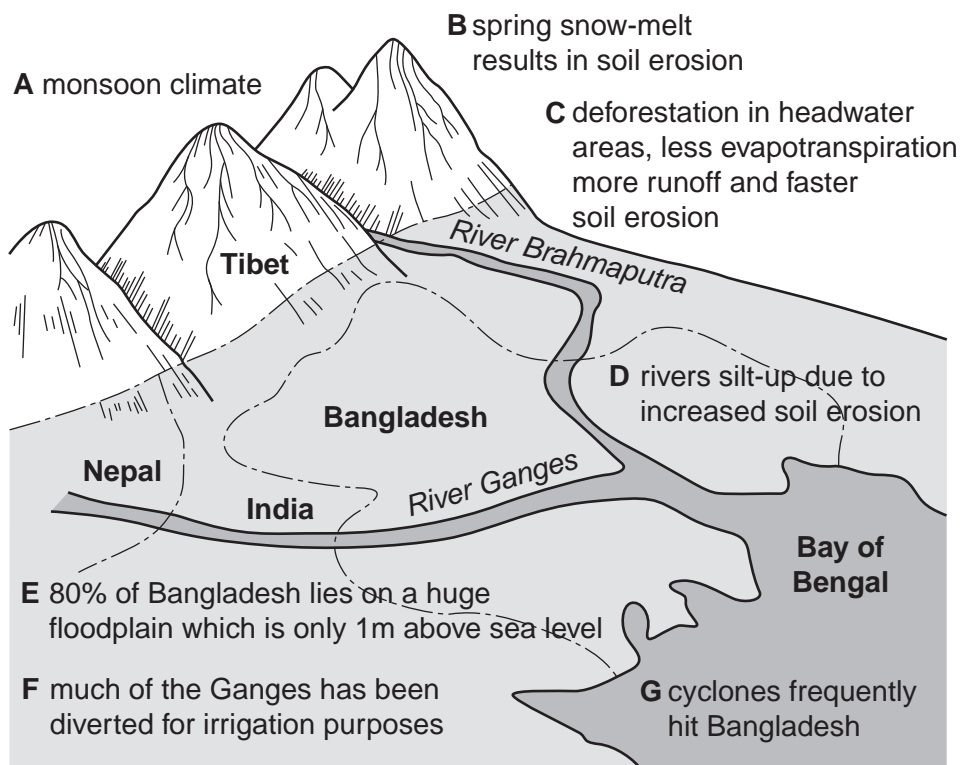 B spring snow-melt
results in soil erosion
A monsoon climate
C deforestation in headwater
areas, less evapotranspiration
more runoff and faster
soil erosion
River Brahmaputra
Tibet
D rivers silt-up due to
increased soil erosion
Bangladesh
Nepal
River Ganges
India
Bay of
Bengal
E 80% of Bangladesh lies on a huge
floodplain which is only 1m above sea level
F much of the Ganges has been
diverted for irrigation purposes
G cyclones frequently
hit Bangladesh